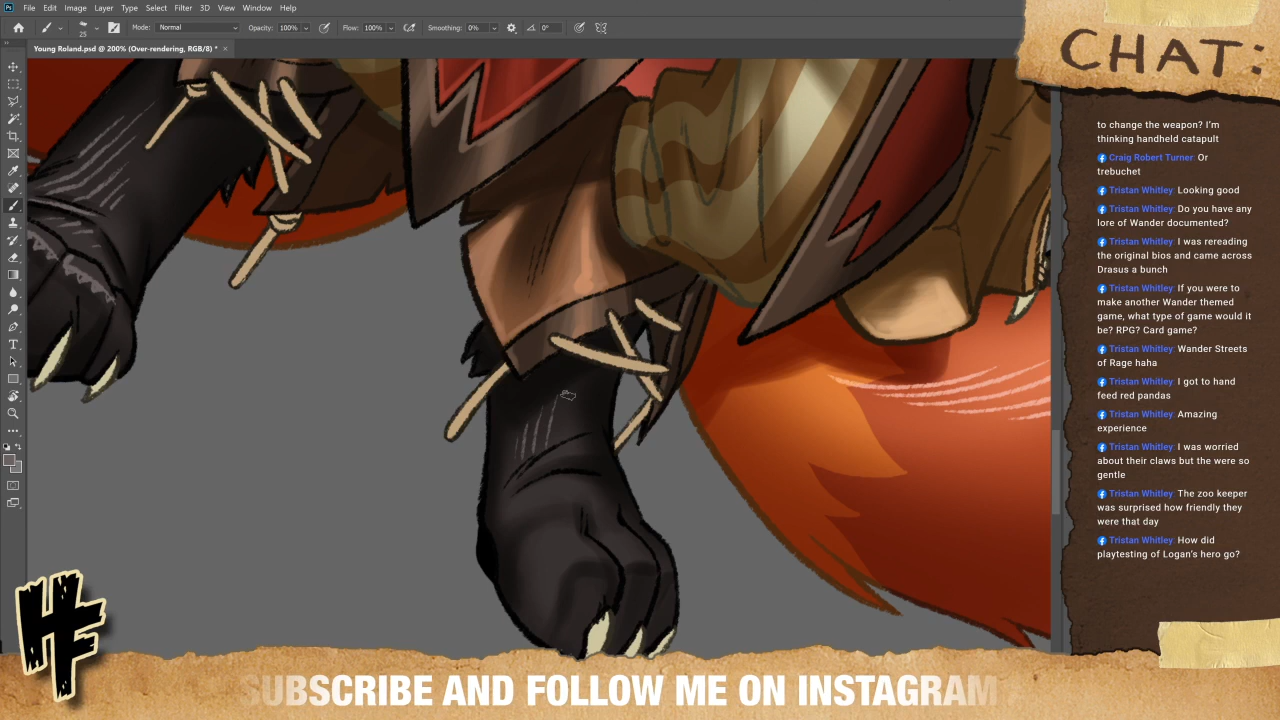 Ps File Edit Image Layer Type Select Filter 3D View Window Help
25 Mode: Normal Opacity: 100% Flow: 100% Smoothing: 0% 0°
Young Roland.psd @ 200% (Over-rendering, RGB/8) * ×
CHAT:
to change the weapon? I'm
thinking handheld catapult
Craig Robert Turner: Or
trebuchet
Tristan Whitley: Looking good
Tristan Whitley: Do you have any
lore of Wander documented?
Tristan Whitley: I was rereading
the original bios and came across
Drasus a bunch
Tristan Whitley: If you were to
make another Wander themed
game, what type of game would it
be? RPG? Card game?
Tristan Whitley: Wander Streets
of Rage haha
Tristan Whitley: I got to hand
feed red pandas
Tristan Whitley: Amazing
experience
Tristan Whitley: I was worried
about their claws but the were so
gentle
Tristan Whitley: The zoo keeper
was surprised how friendly they
were that day
Tristan Whitley: How did
playtesting of Logan's hero go?
HF
SUBSCRIBE AND FOLLOW ME ON INSTAGRAM